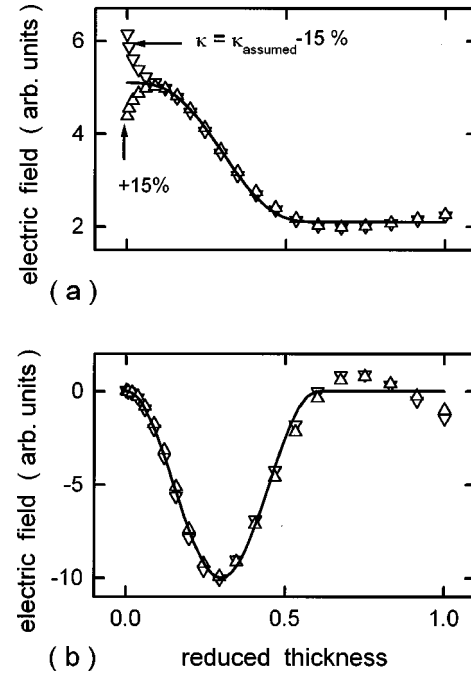 6
κ = κassumed -15 %
4
+15%
2
electric field ( arb. units )
( a )
0
-5
-10
electric field ( arb. units )
0.0 0.5 1.0
( b ) reduced thickness